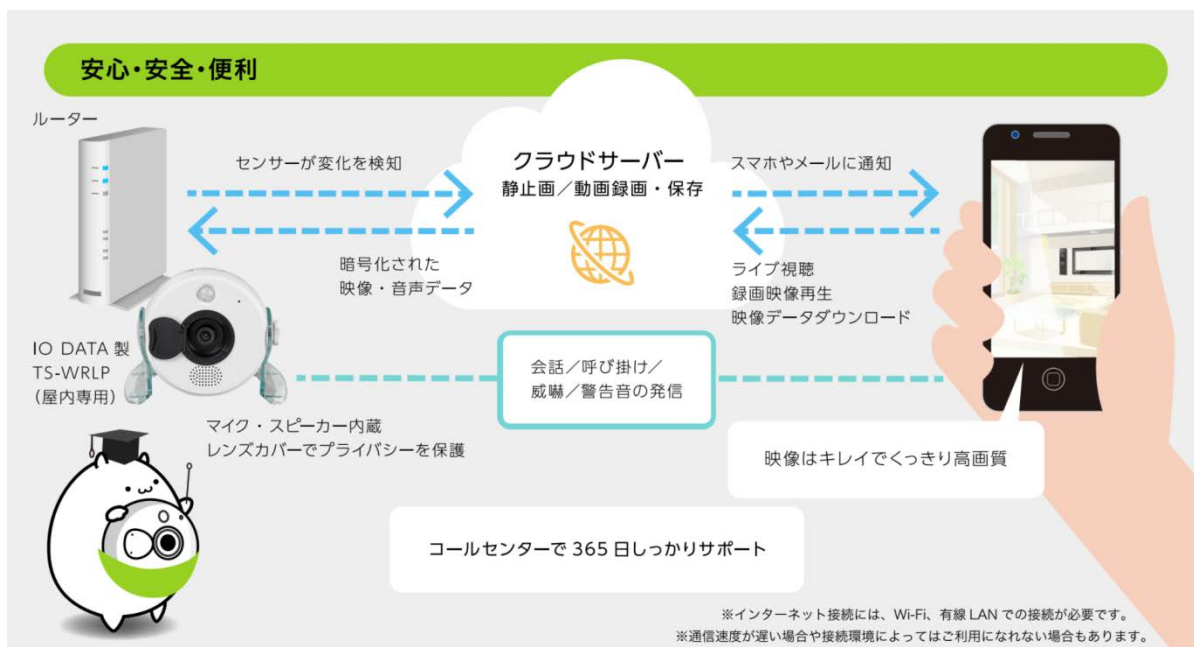 安心・安全・便利
ルーター
センサーが変化を検知
クラウドサーバー
静止画／動画録画・保存
スマホやメールに通知
暗号化された
映像・音声データ
ライブ視聴
録画映像再生
映像データダウンロード
IO DATA 製
TS-WRLP
（屋内専用）
会話／呼び掛け／
威嚇／警告音の発信
マイク・スピーカー内蔵
レンズカバーでプライバシーを保護
映像はキレイでくっきり高画質
コールセンターで 365 日しっかりサポート
※インターネット接続には、Wi-Fi、有線 LAN での接続が必要です。
※通信速度が遅い場合や接続環境によってはご利用になれない場合もあります。